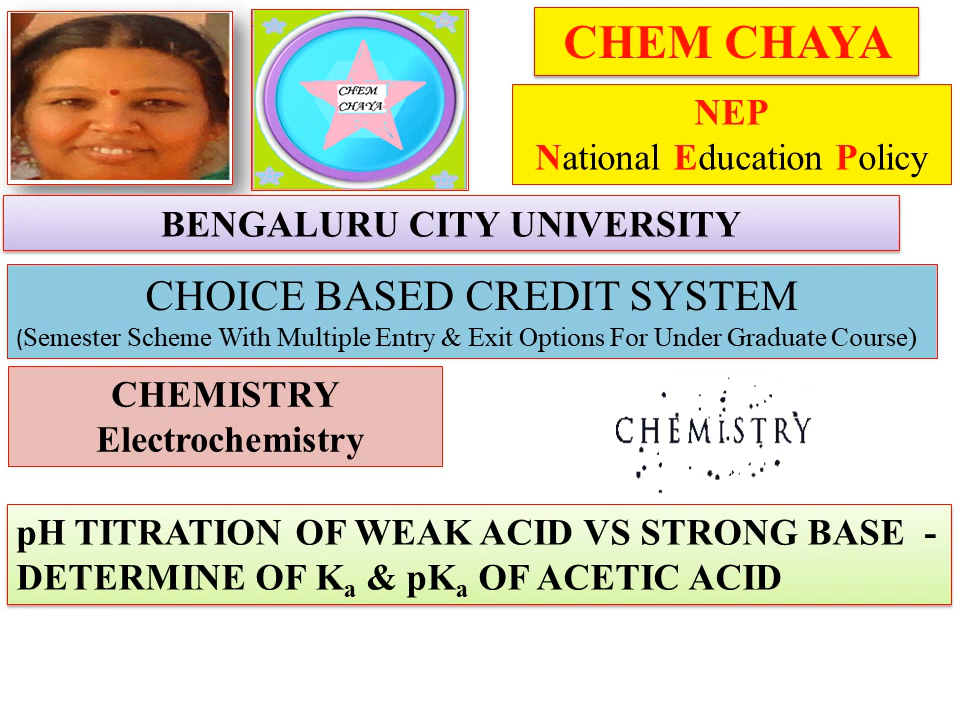 CHEM CHAYA
CHEM
CHAYA
NEP
National Education Policy
BENGALURU CITY UNIVERSITY
CHOICE BASED CREDIT SYSTEM
(Semester Scheme With Multiple Entry & Exit Options For Under Graduate Course)
CHEMISTRY
Electrochemistry
CHEMiSTRY
pH TITRATION OF WEAK ACID VS STRONG BASE -
DETERMINE OF Kₐ & pKₐ OF ACETIC ACID